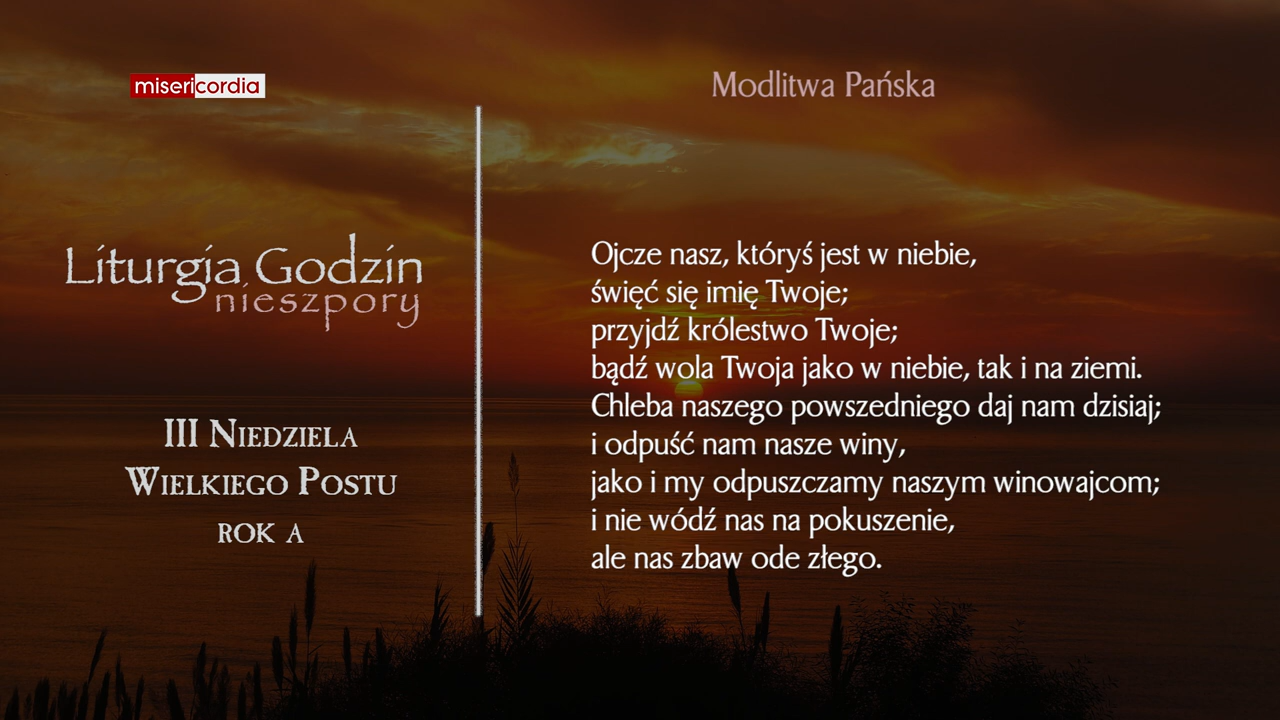 misericordia
Liturgia Godzin
nieszpory
III Niedziela
Wielkiego Postu
rok A
Modlitwa Pańska
Ojcze nasz, któryś jest w niebie,
święć się imię Twoje;
przyjdź królestwo Twoje;
bądź wola Twoja jako w niebie, tak i na ziemi.
Chleba naszego powszedniego daj nam dzisiaj;
i odpuść nam nasze winy,
jako i my odpuszczamy naszym winowajcom;
i nie wódź nas na pokuszenie,
ale nas zbaw ode złego.